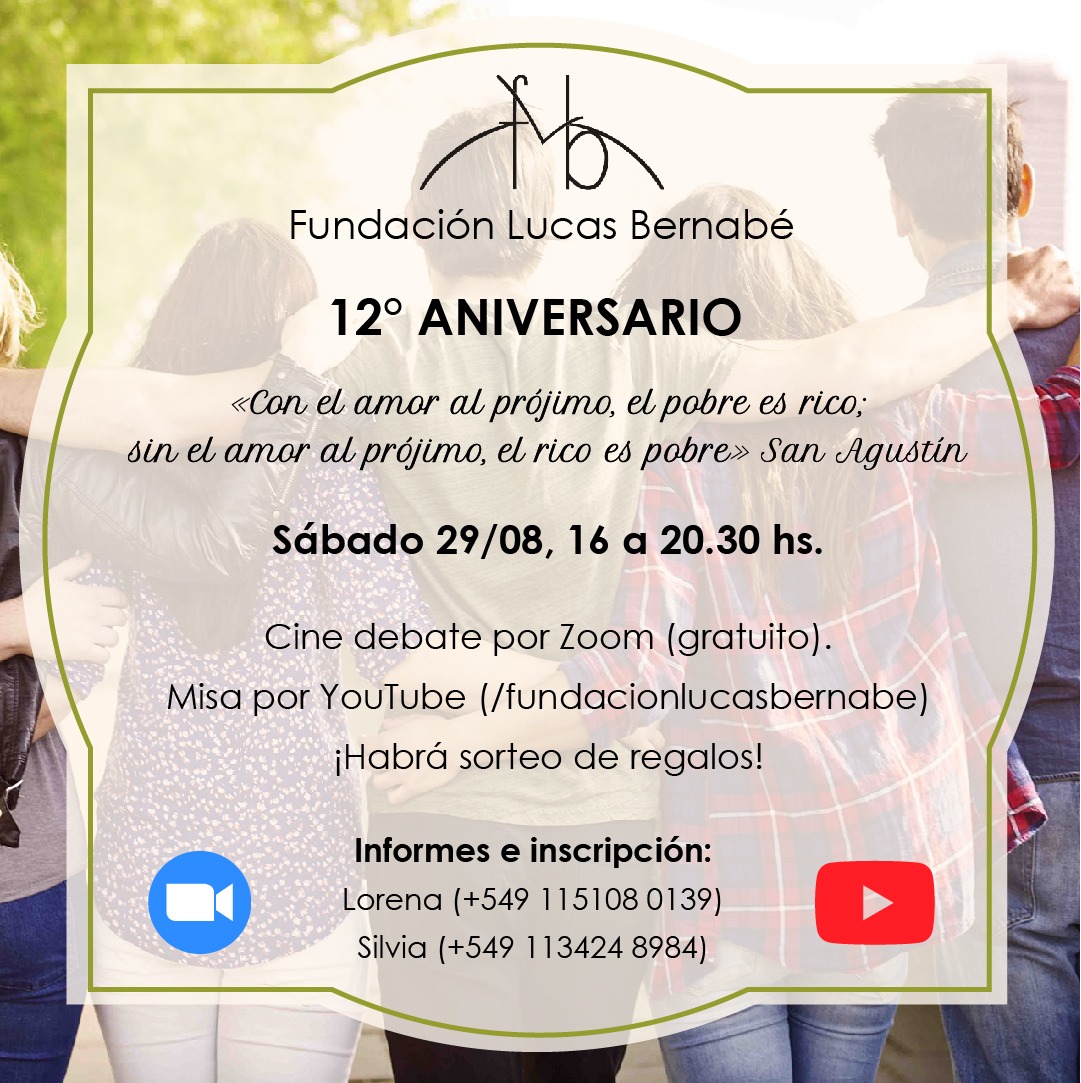 flb
Fundación Lucas Bernabé
12° ANIVERSARIO
«Con el amor al prójimo, el pobre es rico;
sin el amor al prójimo, el rico es pobre» San Agustín
Sábado 29/08, 16 a 20.30 hs.
Cine debate por Zoom (gratuito).
Misa por YouTube (/fundacionlucasbernabe)
¡Habrá sorteo de regalos!
Informes e inscripción:
Lorena (+549 115108 0139)
Silvia (+549 113424 8984)